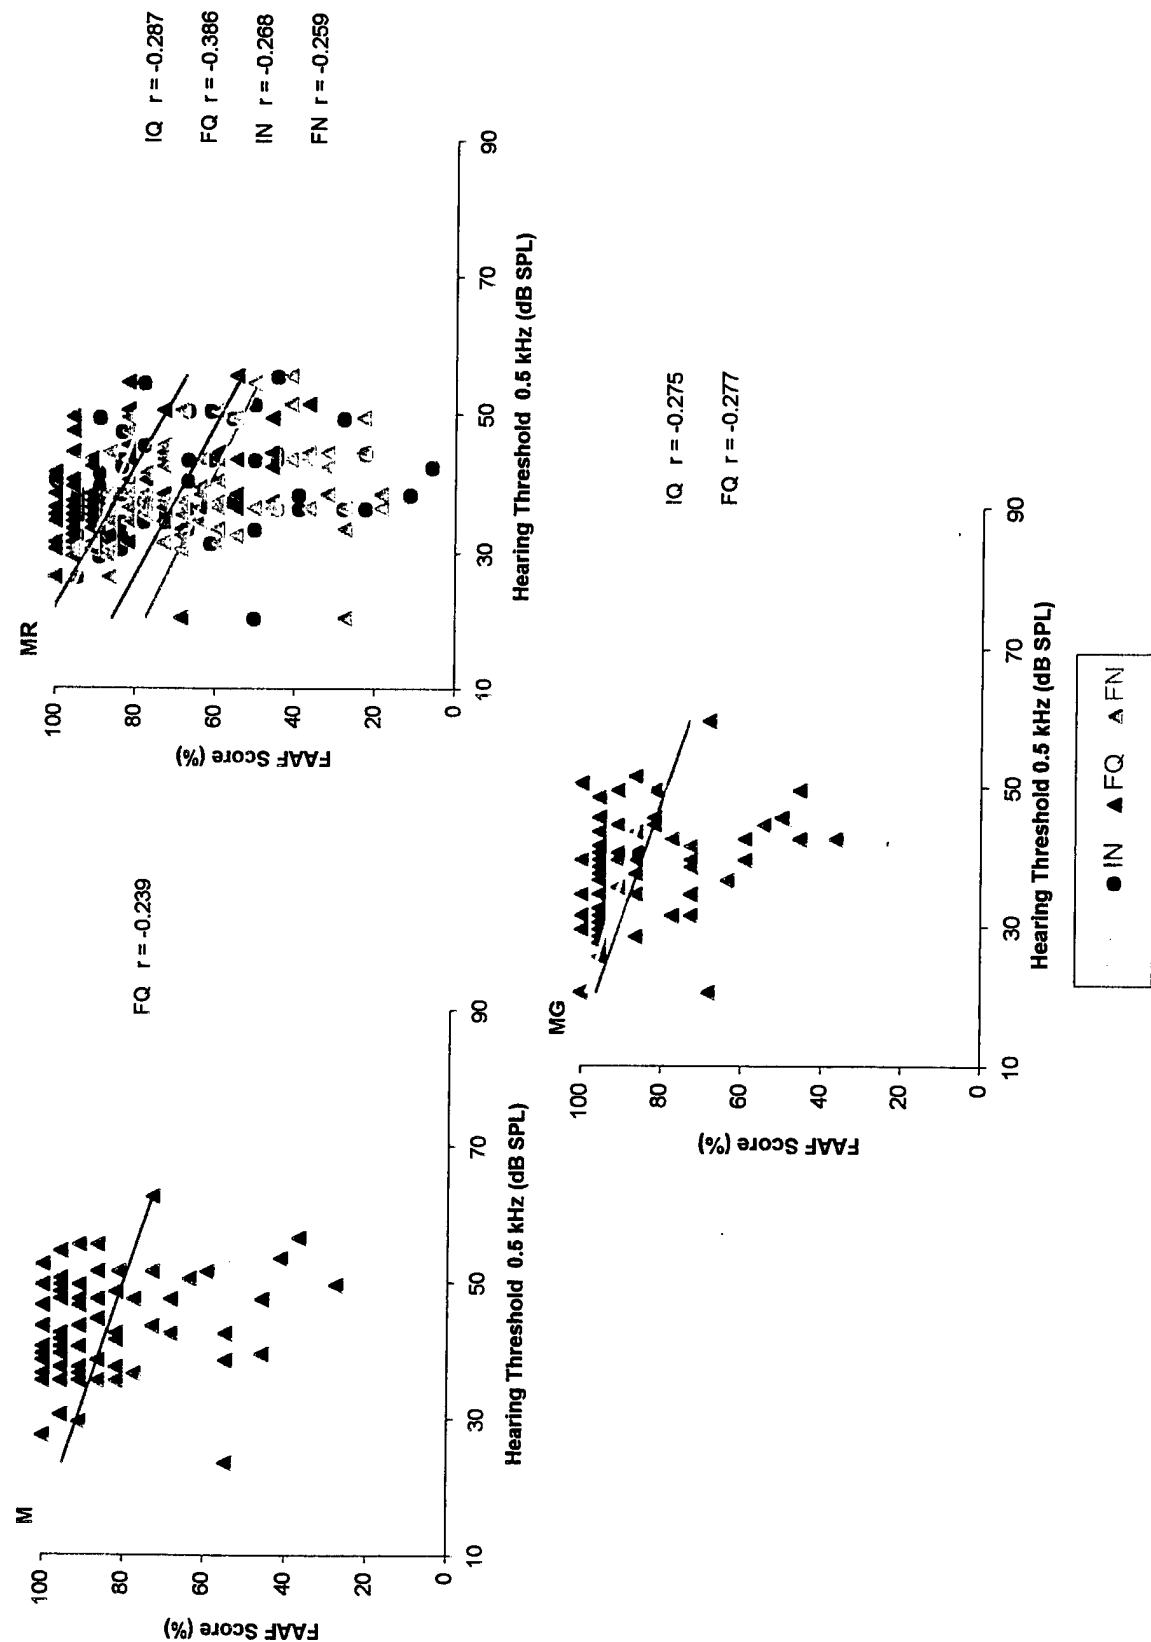 M
FAAF Score (%)
100
80
60
40
20
0
10
30
50
70
90
Hearing Threshold 0.5 kHz (dB SPL)
FQ r = -0.239
MR
FAAF Score (%)
100
80
60
40
20
0
10
30
50
70
90
Hearing Threshold 0.5 kHz (dB SPL)
IQ r = -0.287
FQ r = -0.386
IN r = -0.268
FN r = -0.259
MG
FAAF Score (%)
100
80
60
40
20
0
10
30
50
70
90
Hearing Threshold 0.5 kHz (dB SPL)
IQ r = -0.275
FQ r = -0.277
IN FQ FN